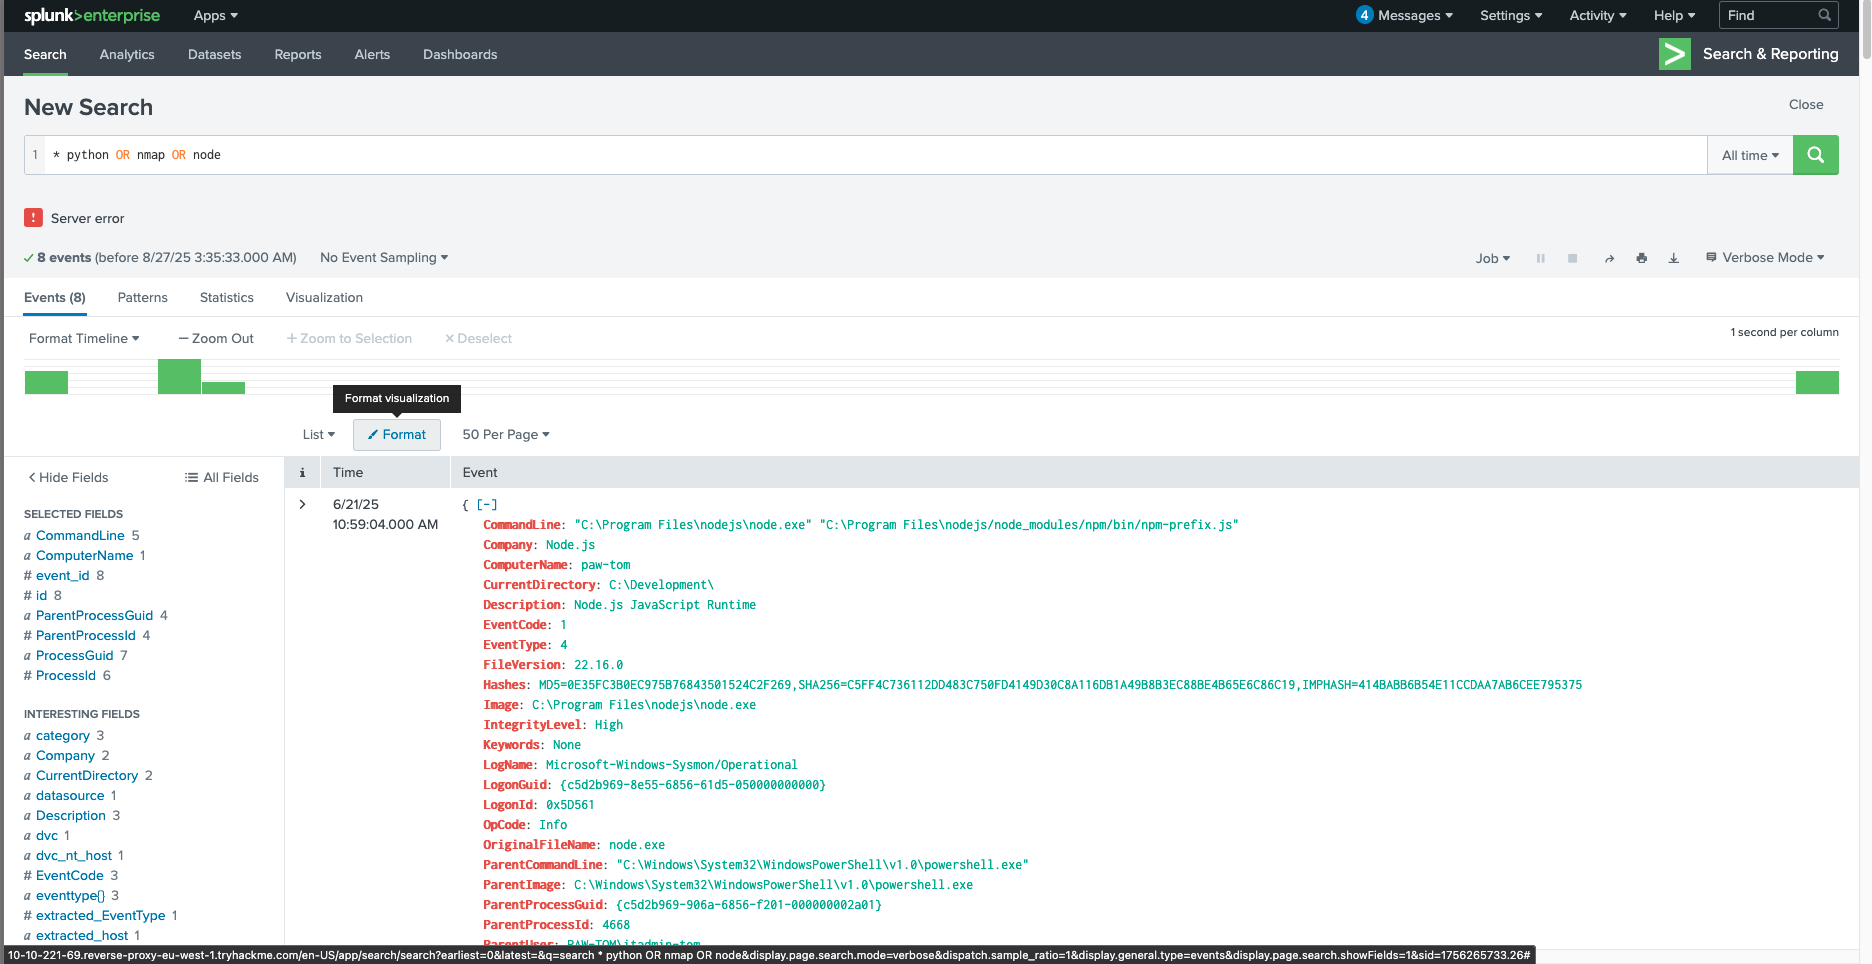 splunk>enterprise Apps 4 Messages Settings Activity Help Find
Search Analytics Datasets Reports Alerts Dashboards > Search & Reporting
New Search Close
1 * python OR nmap OR node All time
! Server error
8 events (before 8/27/25 3:35:33.000 AM) No Event Sampling Job Verbose Mode
Events (8) Patterns Statistics Visualization
Format Timeline — Zoom Out + Zoom to Selection × Deselect 1 second per column
Format visualization
List Format 50 Per Page
< Hide Fields All Fields i Time Event
SELECTED FIELDS
a CommandLine 5
a ComputerName 1
# event_id 8
# id 8
a ParentProcessGuid 4
# ParentProcessId 4
a ProcessGuid 7
# ProcessId 6
INTERESTING FIELDS
a category 3
a Company 2
a CurrentDirectory 2
a datasource 1
a Description 3
a dvc 1
a dvc_nt_host 1
# EventCode 3
a eventtype{} 3
# extracted_EventType 1
a extracted_host 1
> 6/21/25 { [-]
10:59:04.000 AM CommandLine: "C:\Program Files\nodejs\node.exe" "C:\Program Files\nodejs/node_modules/npm/bin/npm-prefix.js"
Company: Node.js
ComputerName: paw-tom
CurrentDirectory: C:\Development\
Description: Node.js JavaScript Runtime
EventCode: 1
EventType: 4
FileVersion: 22.16.0
Hashes: MD5=0E35FC3B0EC975B76843501524C2F269,SHA256=C5FF4C736112DD483C750FD4149D30C8A116DB1A49B8B3EC88BE4B65E6C86C19,IMPHASH=414BABB6B54E11CCDAA7AB6CEE795375
Image: C:\Program Files\nodejs\node.exe
IntegrityLevel: High
Keywords: None
LogName: Microsoft-Windows-Sysmon/Operational
LogonGuid: {c5d2b969-8e55-6856-61d5-050000000000}
LogonId: 0x5D561
OpCode: Info
OriginalFileName: node.exe
ParentCommandLine: "C:\Windows\System32\WindowsPowerShell\v1.0\powershell.exe"
ParentImage: C:\Windows\System32\WindowsPowerShell\v1.0\powershell.exe
ParentProcessGuid: {c5d2b969-906a-6856-f201-000000002a01}
ParentProcessId: 4668
ParentUser: PAW-TOM\itadmin-tom
10-10-221-69.reverse-proxy-eu-west-1.tryhackme.com/en-US/app/search/search?earliest=0&latest=&q=search * python OR nmap OR node&display.page.search.mode=verbose&dispatch.sample_ratio=1&display.general.type=events&display.page.search.showFields=1&sid=1756265733.26#